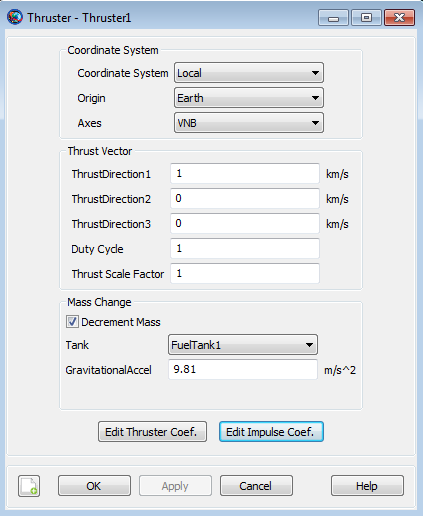 Thruster - Thruster1
Coordinate System
Coordinate System Local
Origin Earth
Axes VNB
Thrust Vector
ThrustDirection1 1 km/s
ThrustDirection2 0 km/s
ThrustDirection3 0 km/s
Duty Cycle 1
Thrust Scale Factor 1
Mass Change
Decrement Mass
Tank FuelTank1
GravitationalAccel 9.81 m/s^2
Edit Thruster Coef. Edit Impulse Coef.
OK Apply Cancel Help